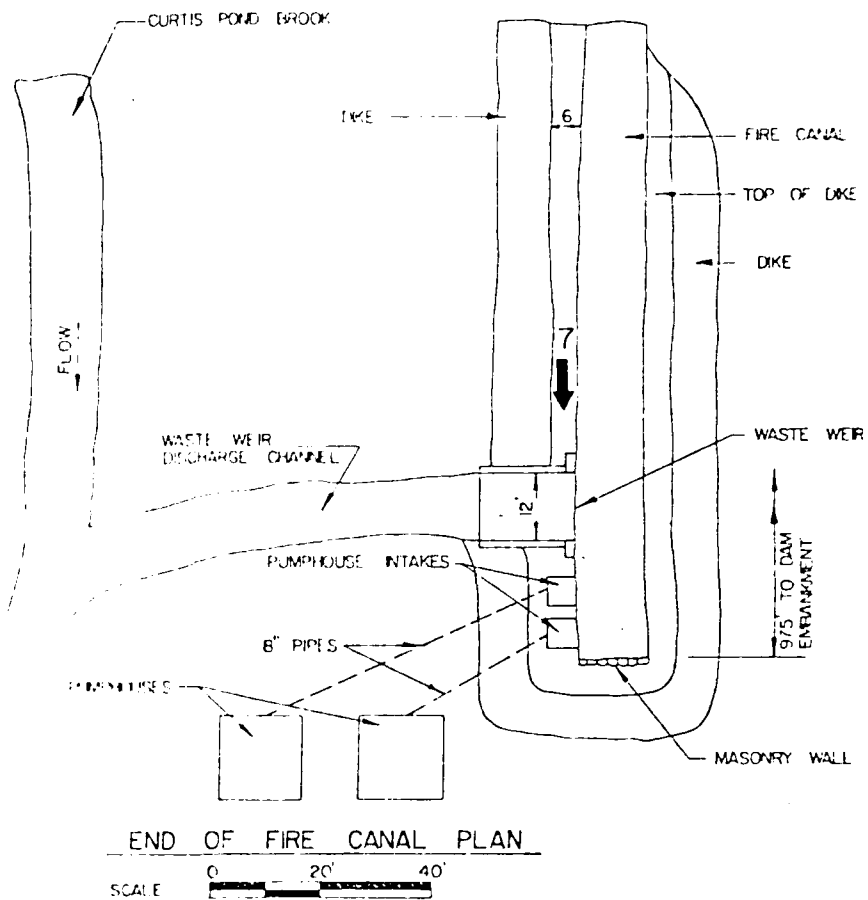 CURTIS POND BROOK
DIKE
6
FIRE CANAL
TOP OF DIKE
DIKE
FLOW
7
WASTE WEIR
DISCHARGE CHANNEL
WASTE WEIR
12'
975' TO DAM
EMBANKMENT
PUMPHOUSE INTAKES
8" PIPES
PUMPHOUSES
MASONRY WALL
END OF FIRE CANAL PLAN
0 20' 40'
SCALE